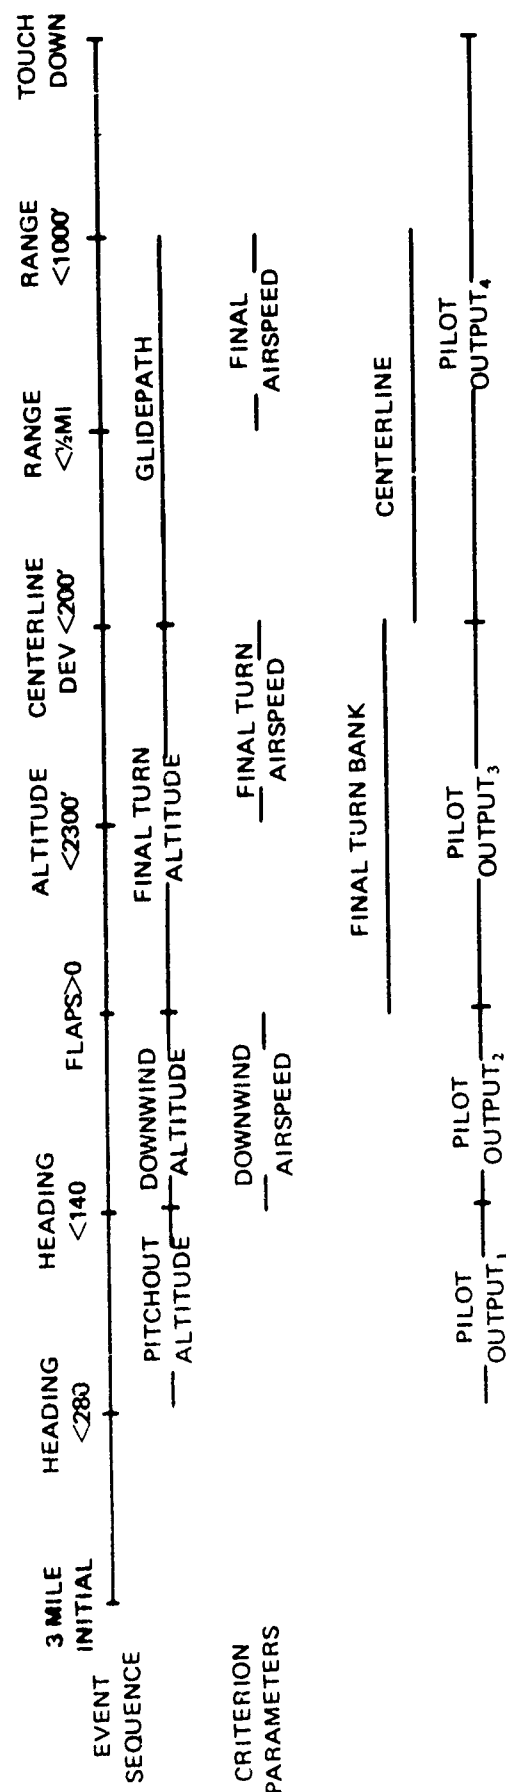 3 MILE
INITIAL
HEADING
<280
HEADING
<140
FLAPS>0
ALTITUDE
<2300'
CENTERLINE
DEV <200'
RANGE
<½MI
RANGE
<1000'
TOUCH
DOWN
EVENT
SEQUENCE
PITCHOUT
ALTITUDE
DOWNWIND
ALTITUDE
FINAL TURN
ALTITUDE
GLIDEPATH
CRITERION
PARAMETERS
DOWNWIND
AIRSPEED
FINAL TURN
AIRSPEED
FINAL
AIRSPEED
FINAL TURN BANK
CENTERLINE
PILOT
OUTPUT₁
PILOT
OUTPUT₂
PILOT
OUTPUT₃
PILOT
OUTPUT₄